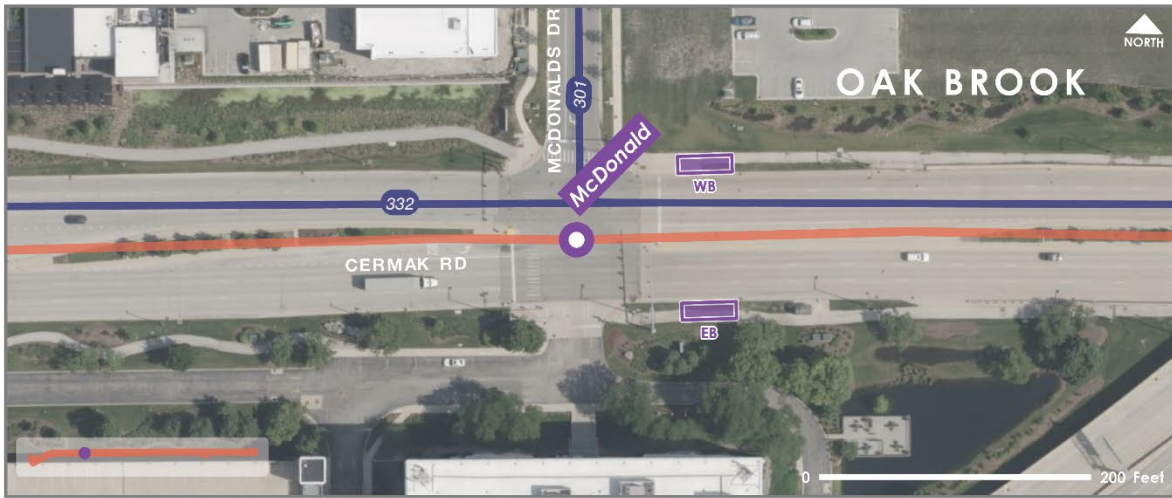 NORTH
OAK BROOK
MCDONALDS DR
301
McDonald
WB
332
CERMAK RD
EB
0 200 Feet